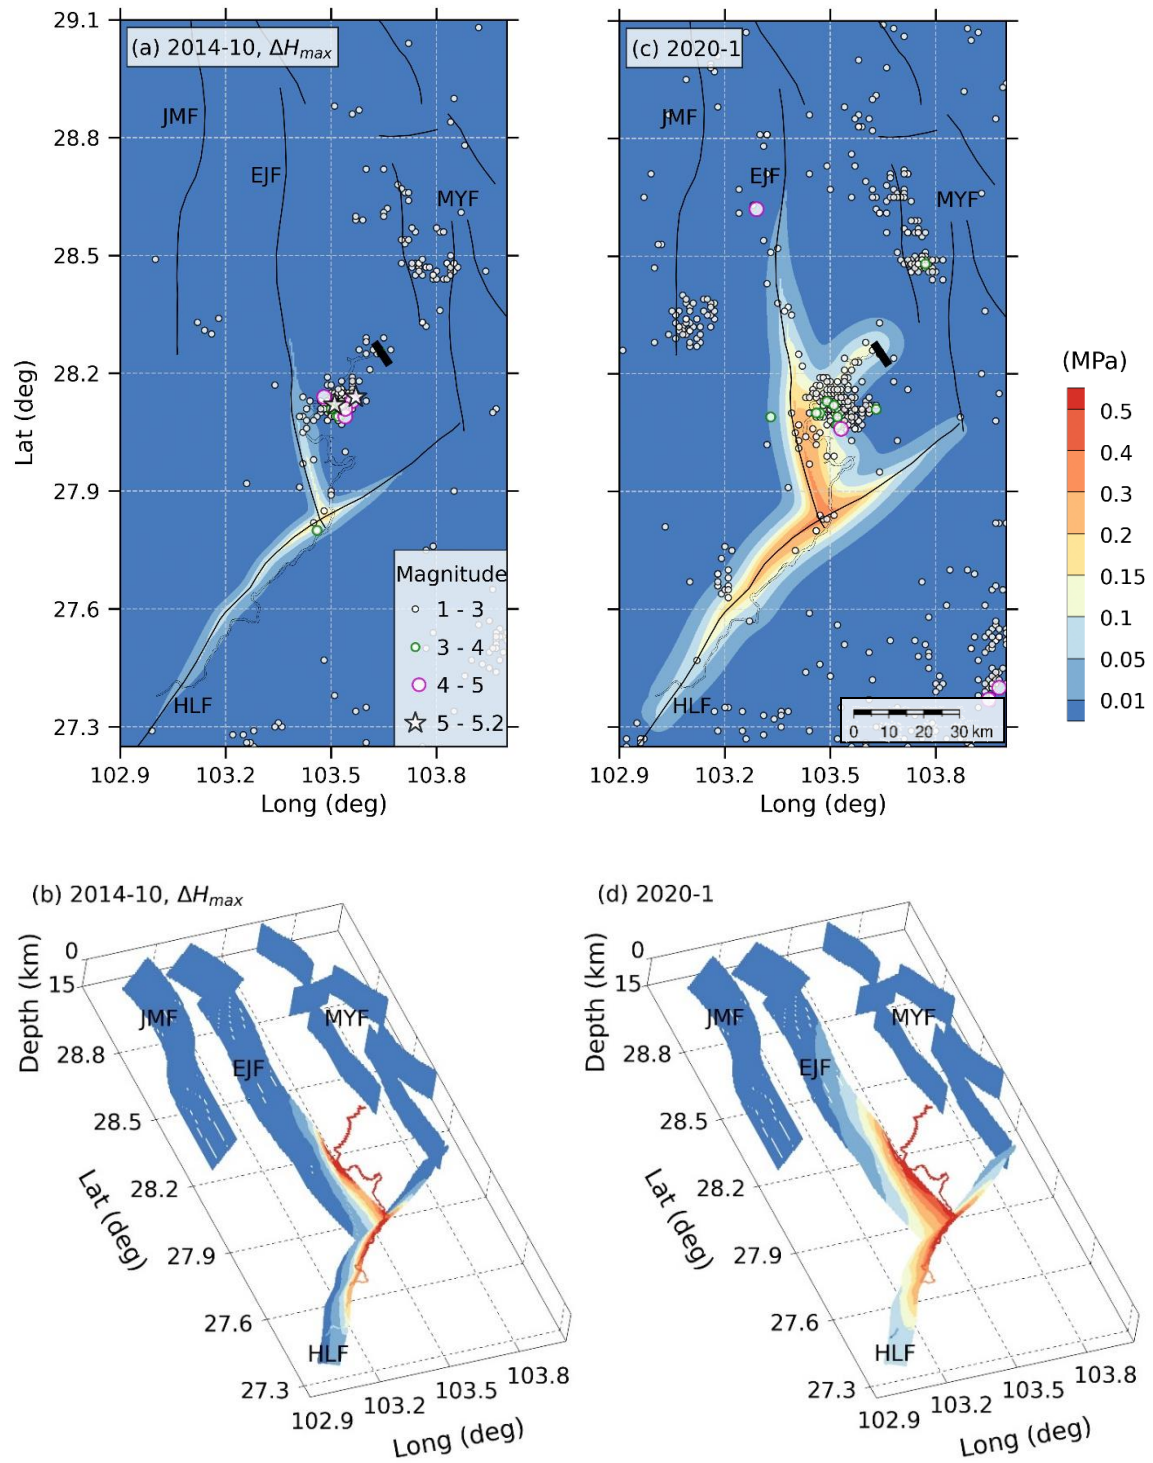 (a) 2014-10, ΔHmax
(c) 2020-1
29.1
28.8
28.5
28.2
27.9
27.6
27.3
Lat (deg)
JMF
EJF
MYF
HLF
JMF
EJF
MYF
HLF
Magnitude
1 - 3
3 - 4
4 - 5
5 - 5.2
0 10 20 30 km
102.9 103.2 103.5 103.8
Long (deg)
102.9 103.2 103.5 103.8
Long (deg)
(MPa)
0.5
0.4
0.3
0.2
0.15
0.1
0.05
0.01
(b) 2014-10, ΔHmax
Depth (km)
0
15
28.8
28.5
28.2
27.9
27.6
27.3
Lat (deg)
JMF
EJF
MYF
HLF
102.9 103.2 103.5 103.8
Long (deg)
(d) 2020-1
Depth (km)
0
15
28.8
28.5
28.2
27.9
27.6
27.3
Lat (deg)
JMF
EJF
MYF
HLF
102.9 103.2 103.5 103.8
Long (deg)